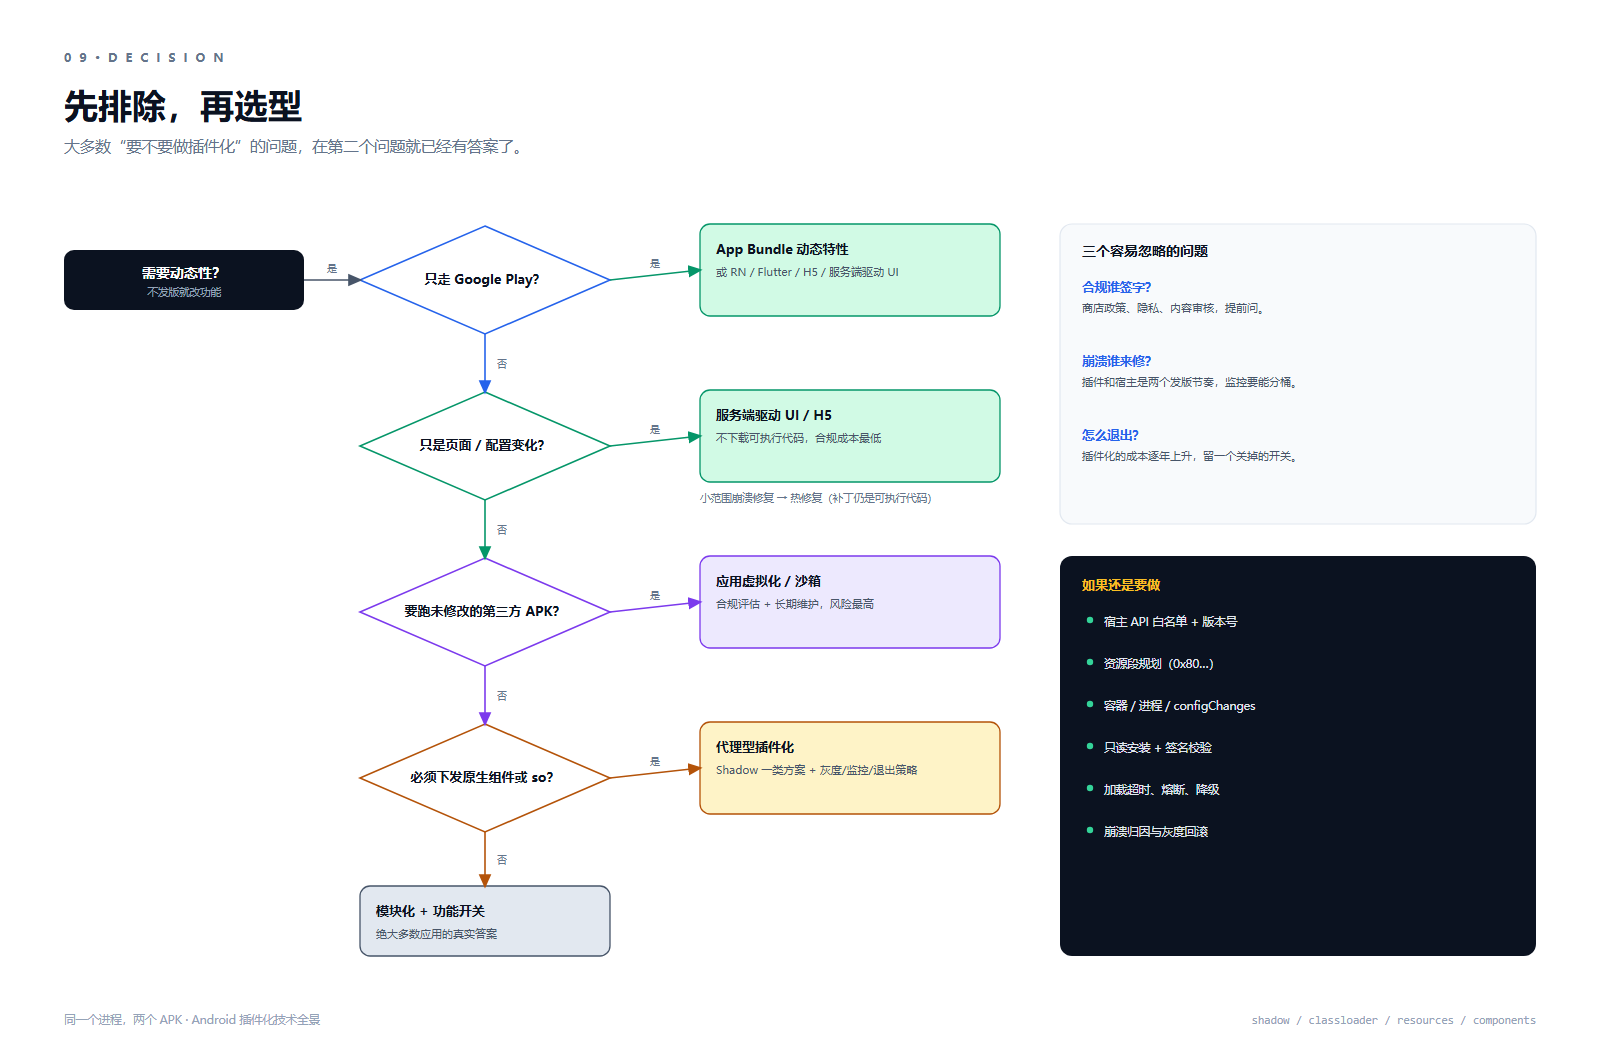 09·DECISION
先排除，再选型
大多数“要不要做插件化”的问题，在第二个问题就已经有答案了。
需要动态性？
不发版就改功能
是
只走 Google Play？
是
App Bundle 动态特性
或 RN / Flutter / H5 / 服务端驱动 UI
否
只是页面 / 配置变化？
是
服务端驱动 UI / H5
不下载可执行代码，合规成本最低
小范围崩溃修复 → 热修复（补丁仍是可执行代码）
否
要跑未修改的第三方 APK？
是
应用虚拟化 / 沙箱
合规评估 + 长期维护，风险最高
否
必须下发原生组件或 so？
是
代理型插件化
Shadow 一类方案 + 灰度/监控/退出策略
否
模块化 + 功能开关
绝大多数应用的真实答案
三个容易忽略的问题
合规谁签字？
商店政策、隐私、内容审核，提前问。
崩溃谁来修？
插件和宿主是两个发版节奏，监控要能分桶。
怎么退出？
插件化的成本逐年上升，留一个关掉的开关。
如果还是要做
宿主 API 白名单 + 版本号
资源段规划（0x80…）
容器 / 进程 / configChanges
只读安装 + 签名校验
加载超时、熔断、降级
崩溃归因与灰度回滚
同一个进程，两个 APK · Android 插件化技术全景
shadow / classloader / resources / components